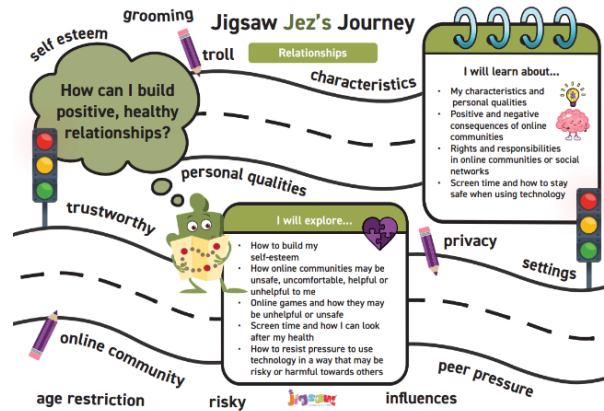 grooming
Jigsaw Jez's Journey
self esteem
troll
Relationships
characteristics
How can I build
positive, healthy
relationships?
I will learn about...
• My characteristics and
personal qualities
• Positive and negative
consequences of online
communities
• Rights and responsibilities
in online communities or social
networks
• Screen time and how to stay
safe when using technology
personal qualities
trustworthy
I will explore...
• How to build my
self-esteem
• How online communities may be
unsafe, uncomfortable, helpful or
unhelpful to me
• Online games and how they may
be unhelpful or unsafe
• Screen time and how I can look
after my health
• How to resist pressure to use
technology in a way that may be
risky or harmful towards others
privacy
settings
online community
peer pressure
age restriction
risky
jigsaw
influences